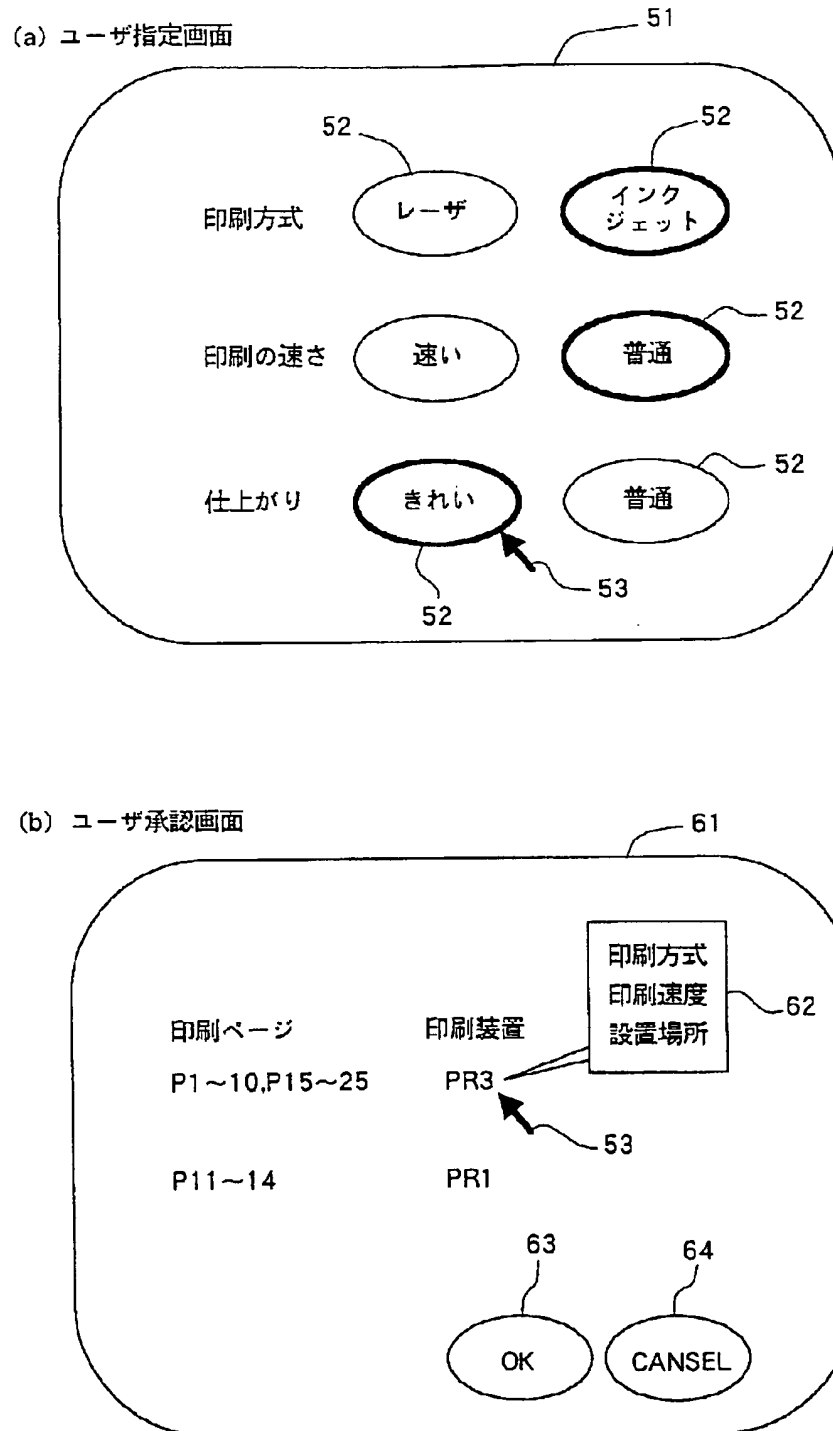 (a) ユーザ指定画面
51
52
52
印刷方式
レーザ
インク
ジェット
52
印刷の速さ
速い
普通
52
仕上がり
きれい
普通
53
52
(b) ユーザ承認画面
61
印刷方式
印刷速度
設置場所
62
印刷ページ
印刷装置
P1~10,P15~25
PR3
53
P11~14
PR1
63
64
OK
CANSEL